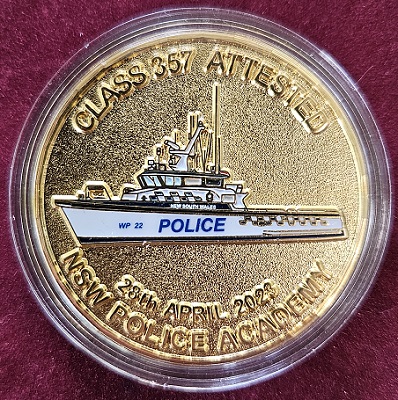 CLASS 357 ATTESTED
NEW SOUTH WALES
WP 22 POLICE
28th APRIL 2023
NSW POLICE ACADEMY